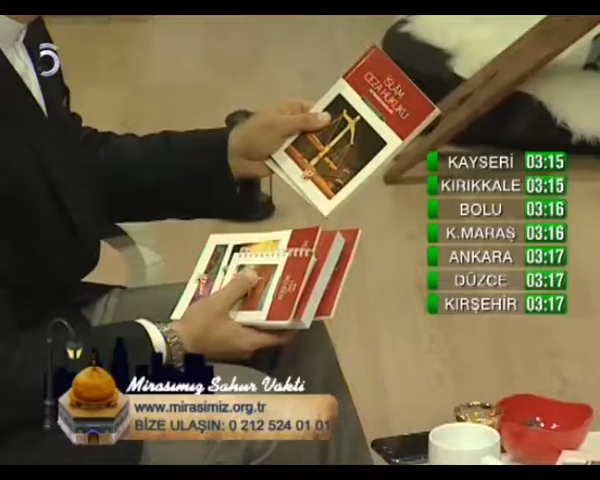 5
İSLÂM
CEZA HUKUKU
KAYSERİ 03:15
KIRIKKALE 03:15
BOLU 03:16
K.MARAŞ 03:16
ANKARA 03:17
DÜZCE 03:17
KIRŞEHİR 03:17
Mirasımız Sahur Vakti
www.mirasimiz.org.tr
BİZE ULAŞIN: 0 212 524 01 01